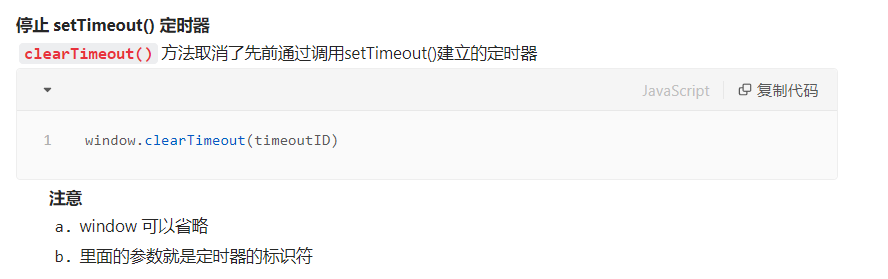 停止 setTimeout() 定时器
clearTimeout() 方法取消了先前通过调用setTimeout()建立的定时器
JavaScript 复制代码
1 window.clearTimeout(timeoutID)
注意
a. window 可以省略
b. 里面的参数就是定时器的标识符